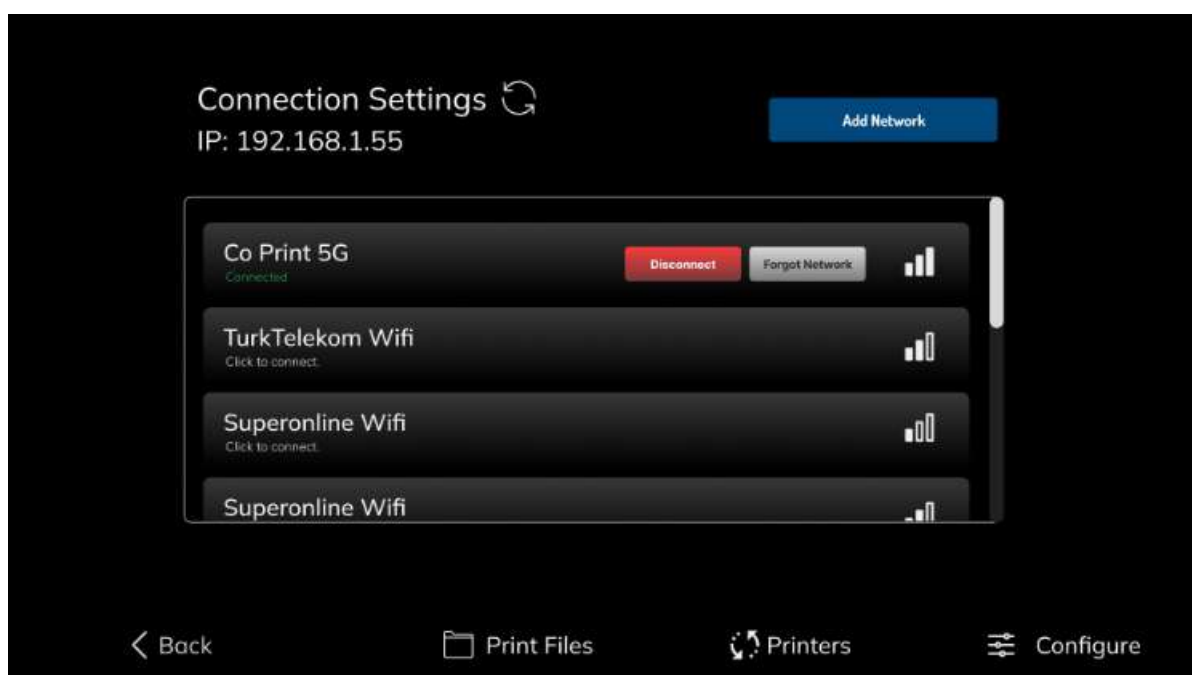 Connection Settings
IP: 192.168.1.55
Add Network
Co Print 5G
Connected
Disconnect
Forgot Network
TurkTelekom Wifi
Click to connect.
Superonline Wifi
Click to connect.
Superonline Wifi
Back
Print Files
Printers
Configure